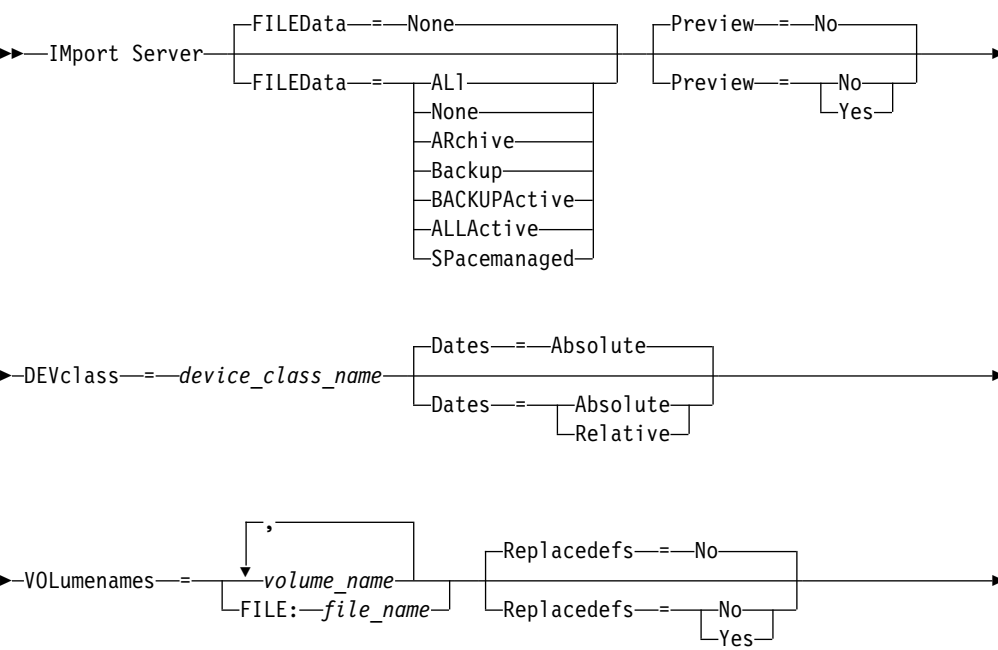 FILEData = None Preview = No
IMport Server
FILEData = ALl Preview = No
None Yes
ARchive
Backup
BACKUPActive
ALLActive
SPacemanaged
Dates = Absolute
DEVclass = device_class_name
Dates = Absolute
Relative
,
Replacedefs = No
VOLumenames = volume_name
FILE: file_name Replacedefs = No
Yes